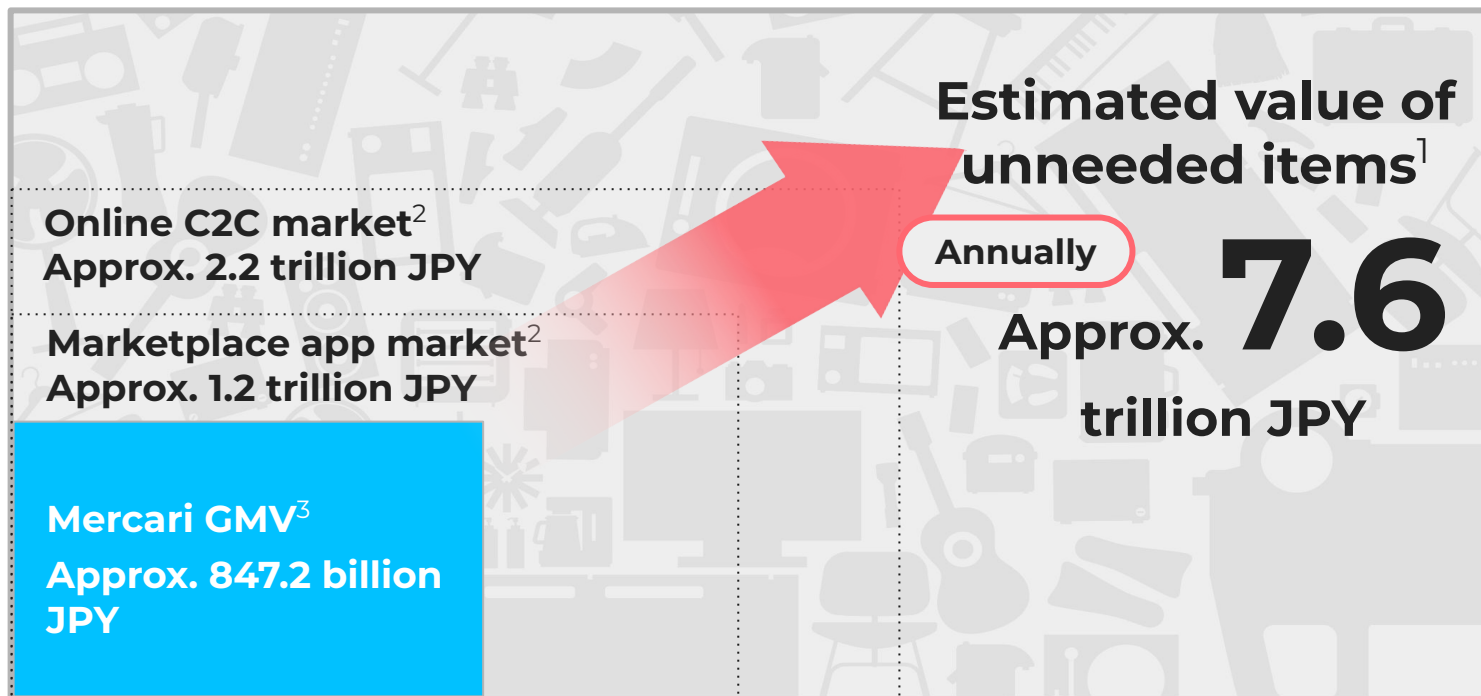 Estimated value of
unneeded items1
Annually
Approx. 7.6
trillion JPY
Online C2C market2
Approx. 2.2 trillion JPY
Marketplace app market2
Approx. 1.2 trillion JPY
Mercari GMV3
Approx. 847.2 billion
JPY